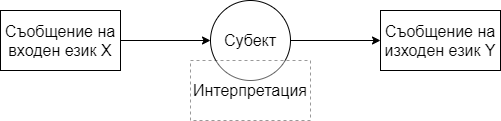 Съобщение на
входен език X
Субект
Интерпретация
Съобщение на
изходен език Y